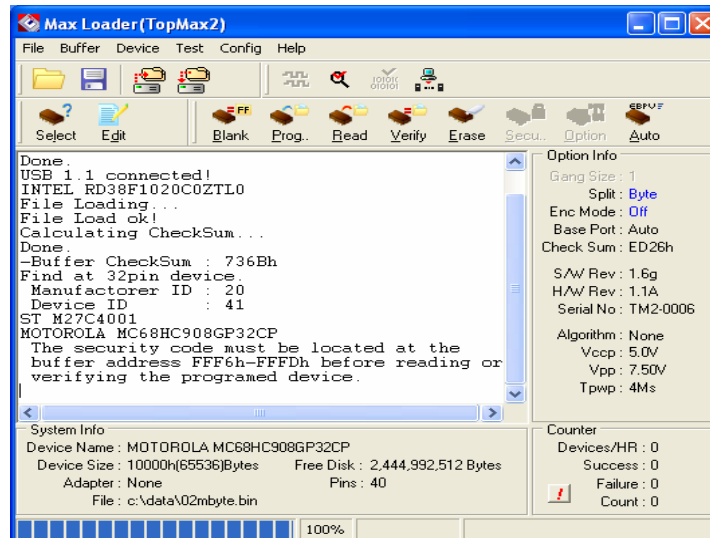 Max Loader(TopMax2)
File Buffer Device Test Config Help
Select Edit Blank Prog.. Read Verify Erase Secu.. Option Auto
Done.
USB 1.1 connected!
INTEL RD38F1020C0ZTL0
File Loading...
File Load ok!
Calculating CheckSum...
Done.
-Buffer CheckSum : 736Bh
Find at 32pin device.
Manufactorer ID : 20
Device ID : 41
ST M27C4001
MOTOROLA MC68HC908GP32CP
The security code must be located at the
buffer address FFF6h-FFFDh before reading or
verifying the programed device.
Option Info
Gang Size : 1
Split : Byte
Enc Mode : Off
Base Port : Auto
Check Sum : ED26h
S/W Rev : 1.6g
H/W Rev : 1.1A
Serial No : TM2-0006
Algorithm : None
Vccp : 5.0V
Vpp : 7.50V
Tpwp : 4Ms
System Info
Device Name : MOTOROLA MC68HC908GP32CP
Device Size : 10000h(65536)Bytes Free Disk : 2,444,992,512 Bytes
Adapter : None Pins : 40
File : c:\data\02mbyte.bin
Counter
Devices/HR : 0
Success : 0
Failure : 0
Count : 0
100%